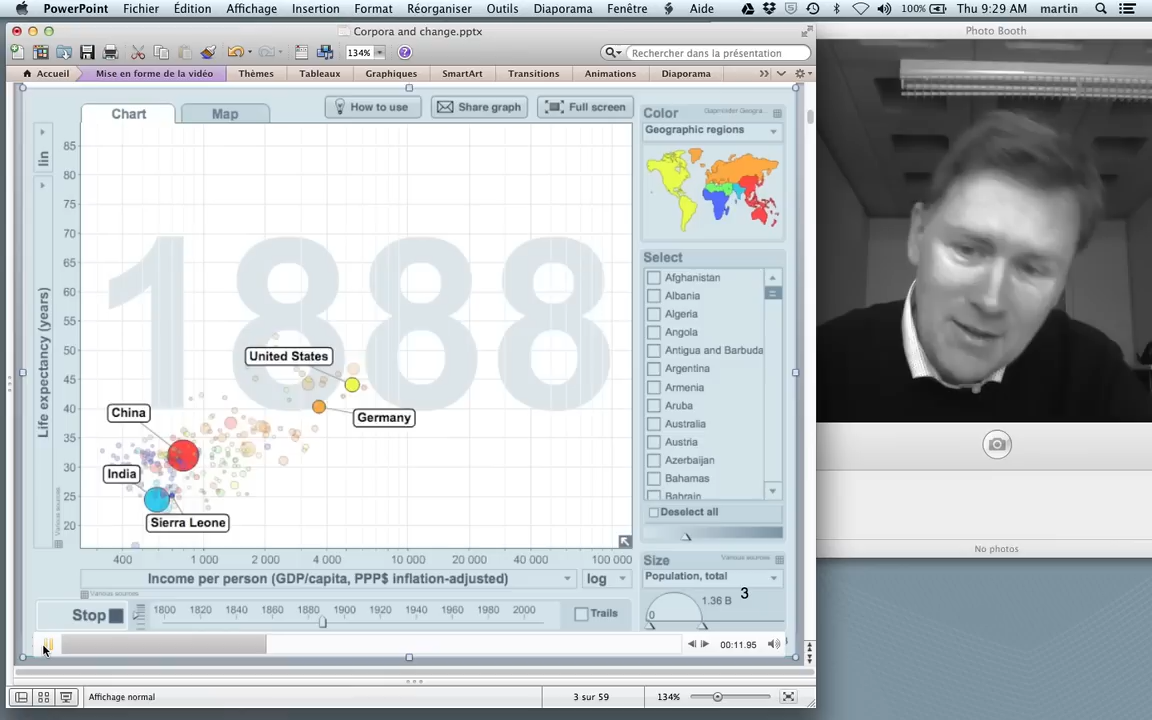 PowerPoint Fichier Édition Affichage Insertion Format Réorganiser Outils Diaporama Fenêtre Aide 100% Thu 9:29 AM martin
Corpora and change.pptx
Photo Booth
134% Rechercher dans la présentation
Accueil Mise en forme de la vidéo Thèmes Tableaux Graphiques SmartArt Transitions Animations Diaporama
Chart Map How to use Share graph Full screen
Color
Geographic regions
lin
85
80
75
70
65
60
55
50
45
40
35
30
25
20
Life expectancy (years)
1888
United States
China
Germany
India
Sierra Leone
Select
Afghanistan
Albania
Algeria
Angola
Antigua and Barbuda
Argentina
Armenia
Aruba
Australia
Austria
Azerbaijan
Bahamas
Bahrain
Deselect all
400 1 000 2 000 4 000 10 000 20 000 40 000 100 000
Income per person (GDP/capita, PPP$ inflation-adjusted) log
Size
Population, total
3
1.36 B
0
Stop 1800 1820 1840 1860 1880 1900 1920 1940 1960 1980 2000 Trails
00:11.95
Affichage normal 3 sur 59 134%
No photos